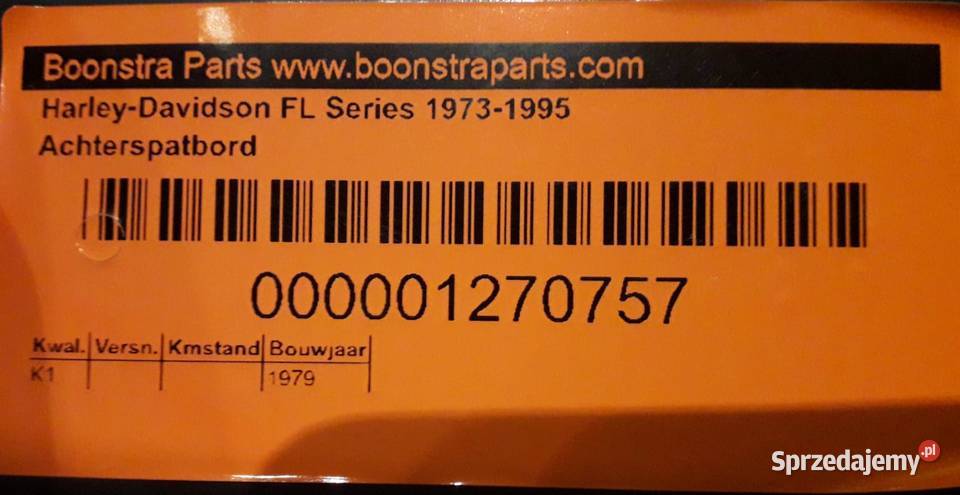 Boonstra Parts www.boonstraparts.com
Harley-Davidson FL Series 1973-1995
Achterspatbord
000001270757
Kwal. Versn. Kmstand Bouwjaar
K1 1979
Sprzedajemy.pl